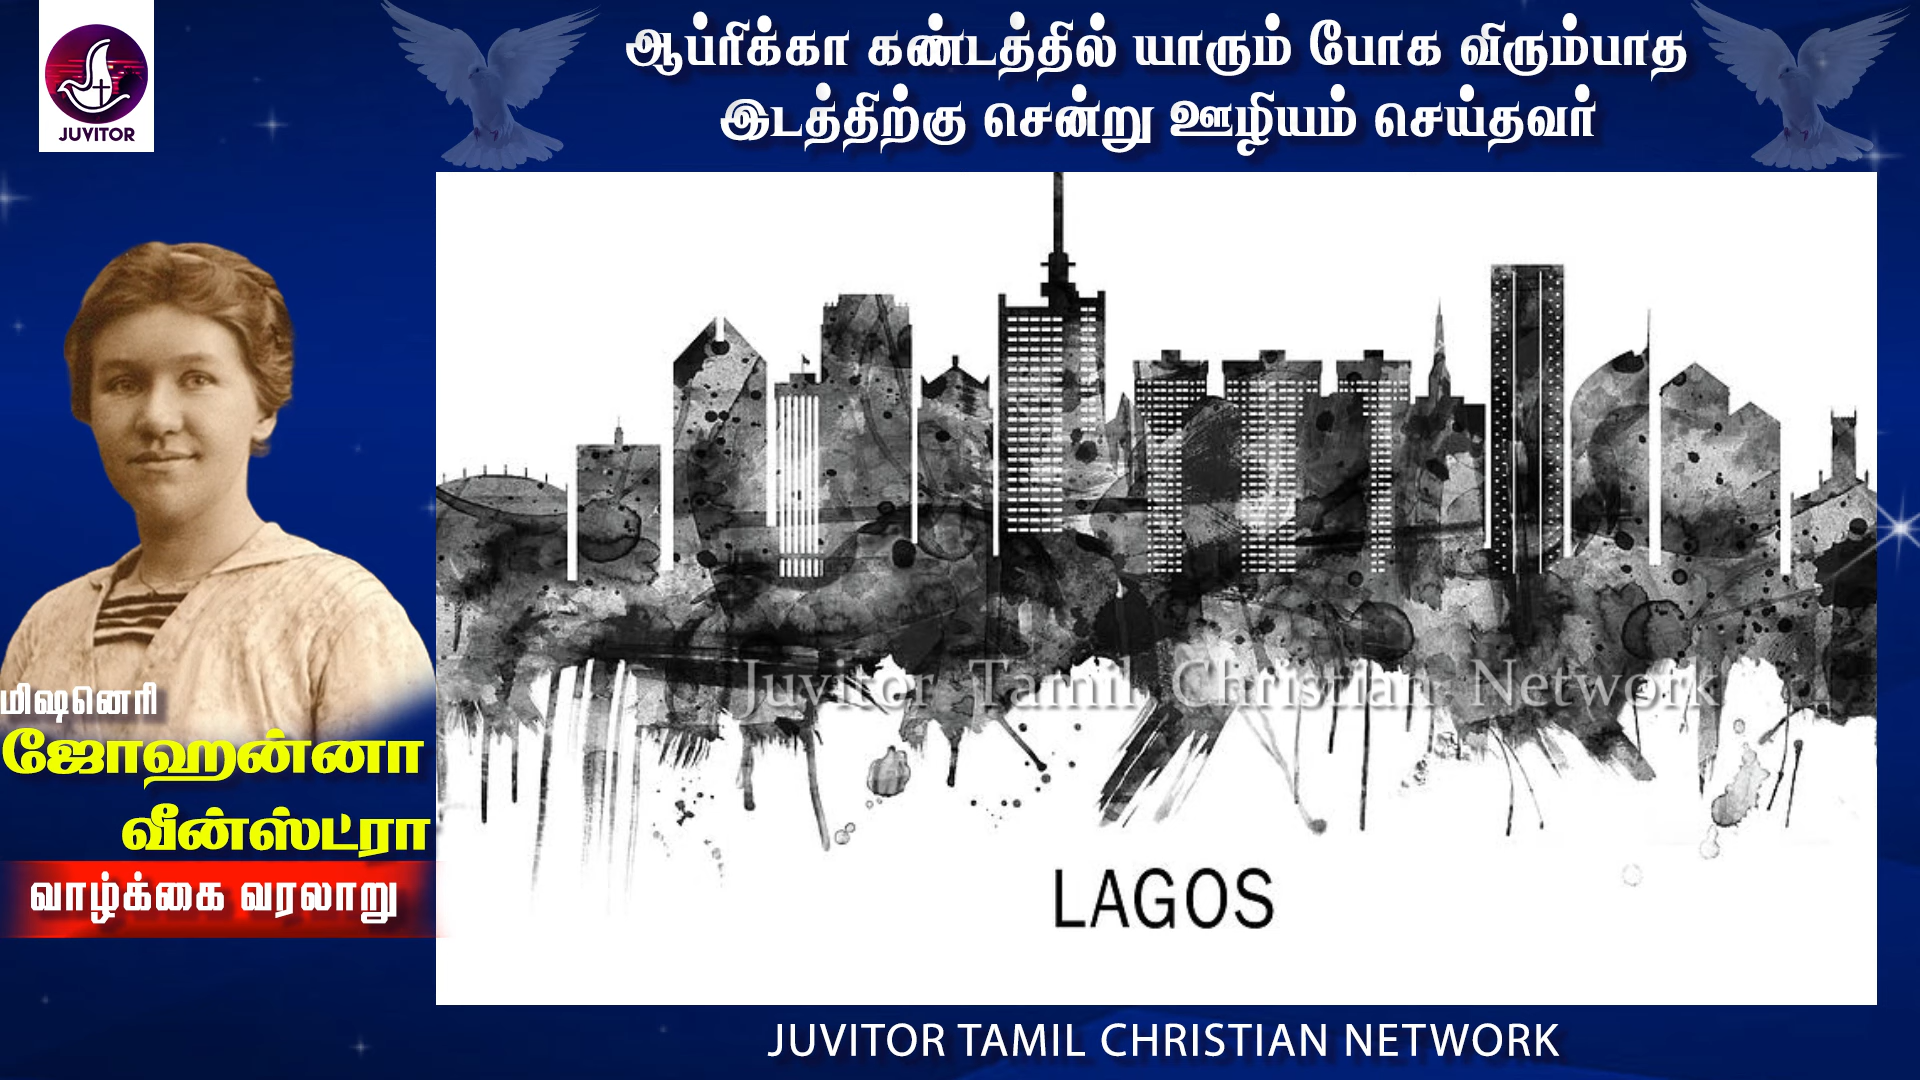 JUVITOR
ஆப்ரிக்கா கண்டத்தில் யாரும் போக விரும்பாத
இடத்திற்கு சென்று ஊழியம் செய்தவர்
மிஷனெரி
ஜோஹன்னா
வீன்ஸ்ட்ரா
வாழ்க்கை வரலாறு
Juvitor Tamil Christian Network
LAGOS
JUVITOR TAMIL CHRISTIAN NETWORK